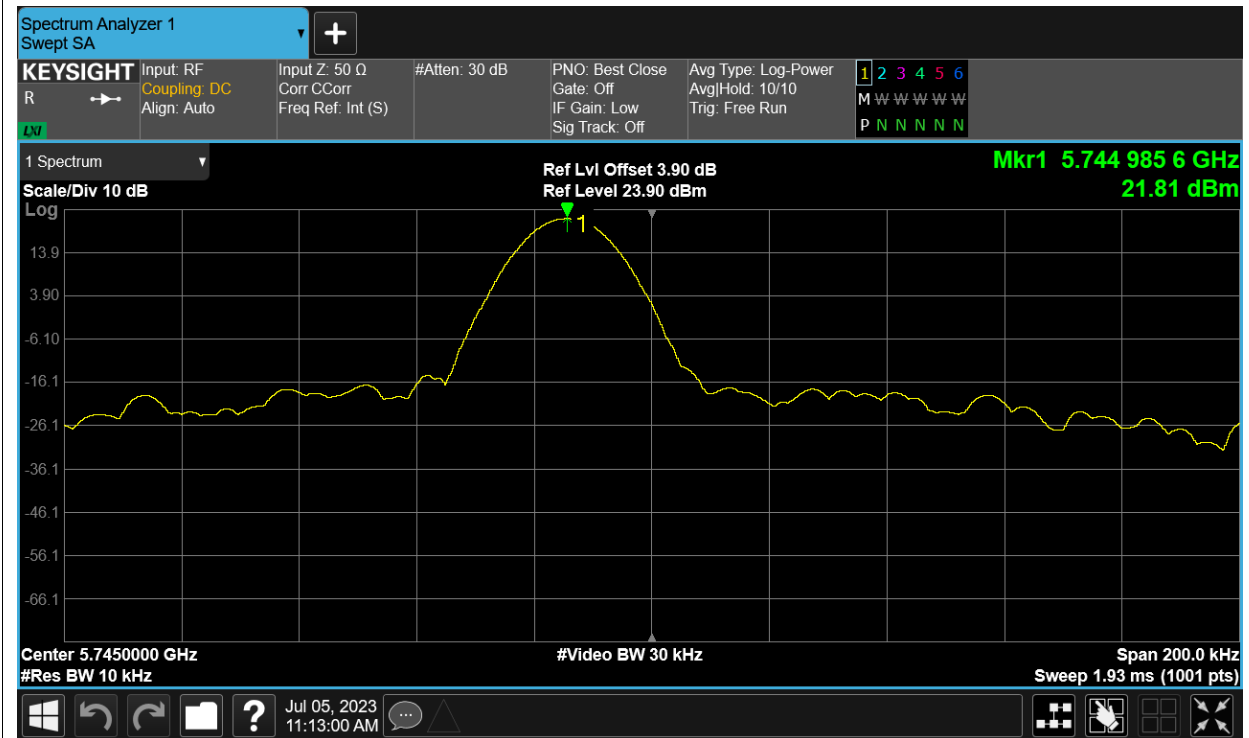 Spectrum Analyzer 1
Swept SA
KEYSIGHT
R
LXI
Input: RF
Coupling: DC
Align: Auto
Input Z: 50 Ω
Corr CCorr
Freq Ref: Int (S)
#Atten: 30 dB
PNO: Best Close
Gate: Off
IF Gain: Low
Sig Track: Off
Avg Type: Log-Power
Avg|Hold: 10/10
Trig: Free Run
1 2 3 4 5 6
M W W W W W
P N N N N N
1 Spectrum
Scale/Div 10 dB
Ref Lvl Offset 3.90 dB
Ref Level 23.90 dBm
Mkr1 5.744 985 6 GHz
21.81 dBm
Log
1
13.9
3.90
-6.10
-16.1
-26.1
-36.1
-46.1
-56.1
-66.1
Center 5.7450000 GHz
#Video BW 30 kHz
Span 200.0 kHz
#Res BW 10 kHz
Sweep 1.93 ms (1001 pts)
?
Jul 05, 2023
11:13:00 AM